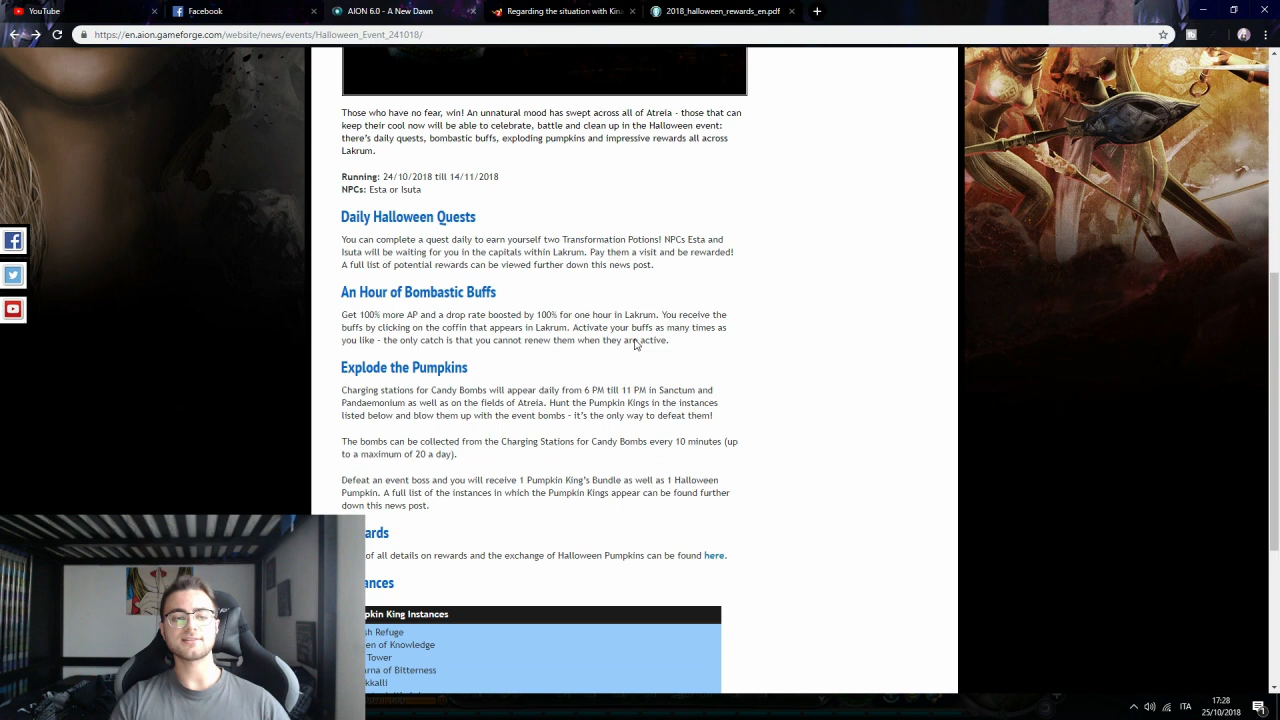 YouTube
Facebook
AION 6.0 - A New Dawn
Regarding the situation with Kina
2018_halloween_rewards_en.pdf
https://en.aion.gameforge.com/website/news/events/Halloween_Event_241018/
Those who have no fear, win! An unnatural mood has swept across all of Atreia - those that can
keep their cool now will be able to celebrate, battle and clean up in the Halloween event:
there's daily quests, bombastic buffs, exploding pumpkins and impressive rewards all across
Lakrum.
Running: 24/10/2018 till 14/11/2018
NPCs: Esta or Isuta
Daily Halloween Quests
You can complete a quest daily to earn yourself two Transformation Potions! NPCs Esta and
Isuta will be waiting for you in the capitals within Lakrum. Pay them a visit and be rewarded!
A full list of potential rewards can be viewed further down this news post.
An Hour of Bombastic Buffs
Get 100% more AP and a drop rate boosted by 100% for one hour in Lakrum. You receive the
buffs by clicking on the coffin that appears in Lakrum. Activate your buffs as many times as
you like - the only catch is that you cannot renew them when they are active.
Explode the Pumpkins
Charging stations for Candy Bombs will appear daily from 6 PM till 11 PM in Sanctum and
Pandaemonium as well as on the fields of Atreia. Hunt the Pumpkin Kings in the instances
listed below and blow them up with the event bombs - it's the only way to defeat them!
The bombs can be collected from the Charging Stations for Candy Bombs every 10 minutes (up
to a maximum of 20 a day).
Defeat an event boss and you will receive 1 Pumpkin King's Bundle as well as 1 Halloween
Pumpkin. A full list of the instances in which the Pumpkin Kings appear can be found further
down this news post.
ards
of all details on rewards and the exchange of Halloween Pumpkins can be found here.
ances
pkin King Instances
sh Refuge
en of Knowledge
Tower
rna of Bitterness
kkalli
ITA
17:28
25/10/2018